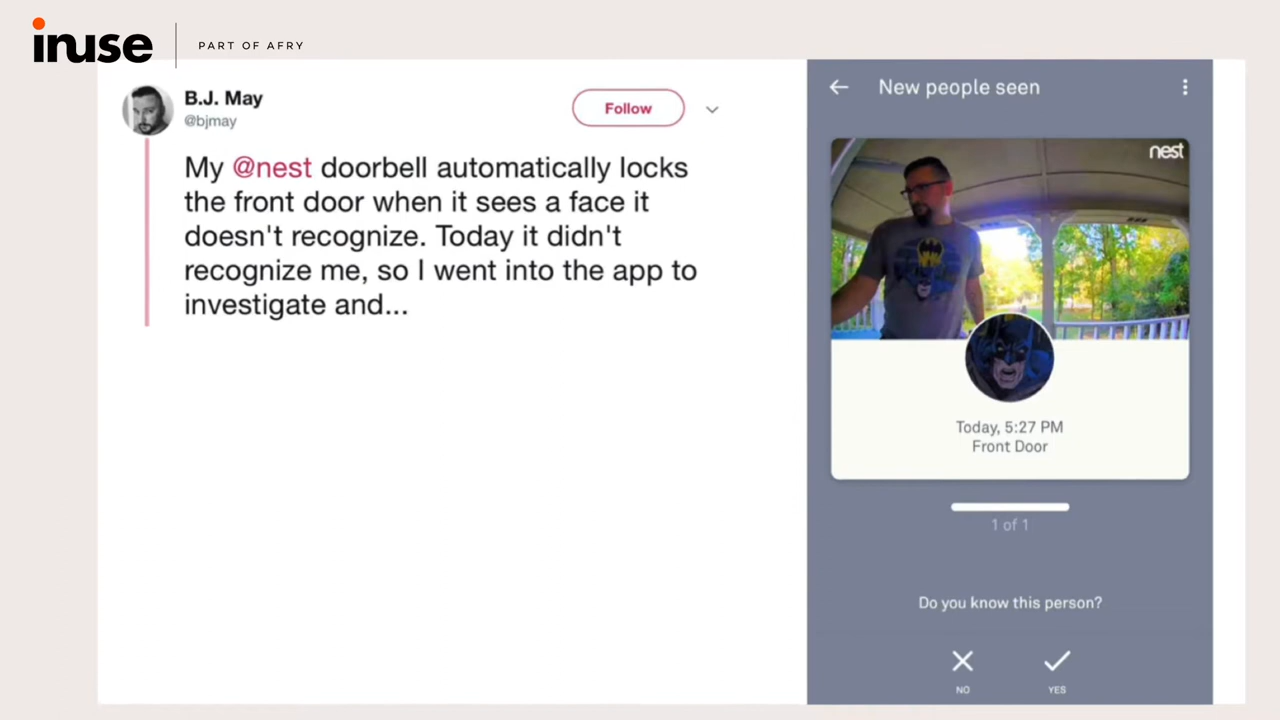 inuse
PART OF AFRY
B.J. May
@bjmay
Follow
My @nest doorbell automatically locks
the front door when it sees a face it
doesn't recognize. Today it didn't
recognize me, so I went into the app to
investigate and...
New people seen
nest
Today, 5:27 PM
Front Door
1 of 1
Do you know this person?
NO
YES